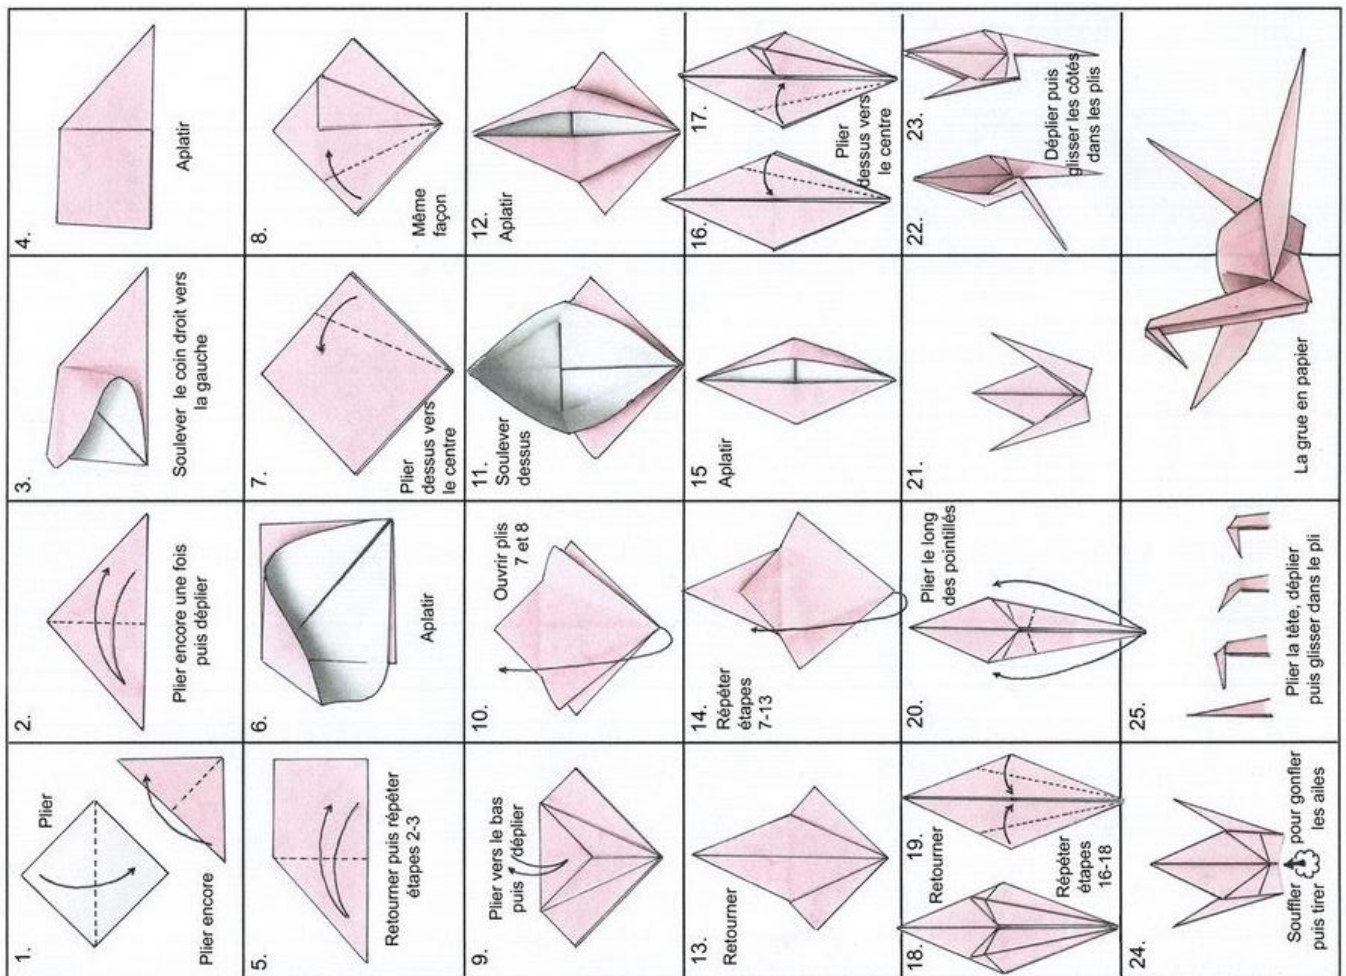 1.
Plier
Plier encore
2.
Plier encore une fois
puis déplier
3.
Soulever le coin droit vers
la gauche
4.
Aplatir
5.
Retourner puis répéter
étapes 2-3
6.
Aplatir
7.
Plier
dessus vers
le centre
8.
Même
façon
9.
Plier vers le bas
puis déplier
10.
Ouvrir plis
7 et 8
11.
Soulever
dessus
12.
Aplatir
13.
Retourner
14.
Répéter
étapes
7-13
15
Aplatir
16.
17.
Plier
dessus vers
le centre
18.
19.
Retourner
Répéter
étapes
16-18
20.
Plier le long
des pointillés
21.
22.
23.
Déplier puis
glisser les côtés
dans les plis
24.
Souffler pour gonfler
puis tirer les ailes
25.
Plier la tête, déplier
puis glisser dans le pli
La grue en papier